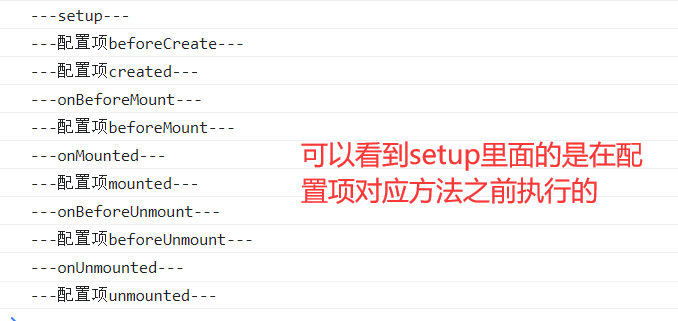 ---setup---
---配置项beforeCreate---
---配置项created---
---onBeforeMount---
---配置项beforeMount---
---onMounted---
---配置项mounted---
---onBeforeUnmount---
---配置项beforeUnmount---
---onUnmounted---
---配置项unmounted---
可以看到setup里面的是在配
置项对应方法之前执行的